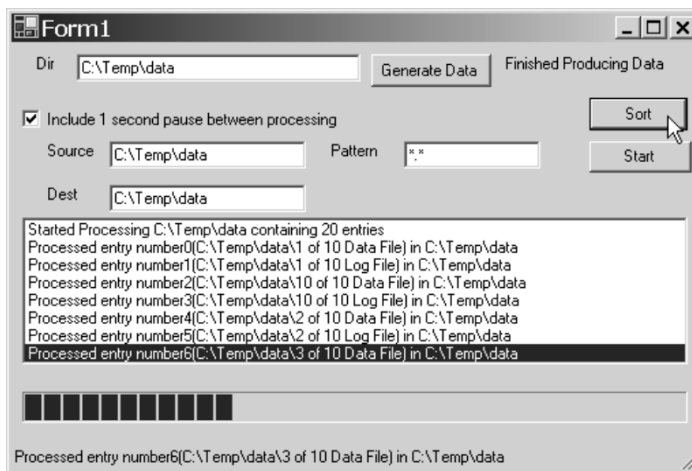 Form1
Dir C:\Temp\data Generate Data Finished Producing Data
Include 1 second pause between processing Sort
Source C:\Temp\data Pattern *.* Start
Dest C:\Temp\data
Started Processing C:\Temp\data containing 20 entries
Processed entry number0(C:\Temp\data\1 of 10 Data File) in C:\Temp\data
Processed entry number1(C:\Temp\data\1 of 10 Log File) in C:\Temp\data
Processed entry number2(C:\Temp\data\10 of 10 Data File) in C:\Temp\data
Processed entry number3(C:\Temp\data\10 of 10 Log File) in C:\Temp\data
Processed entry number4(C:\Temp\data\2 of 10 Data File) in C:\Temp\data
Processed entry number5(C:\Temp\data\2 of 10 Log File) in C:\Temp\data
Processed entry number6(C:\Temp\data\3 of 10 Data File) in C:\Temp\data
Processed entry number6(C:\Temp\data\3 of 10 Data File) in C:\Temp\data